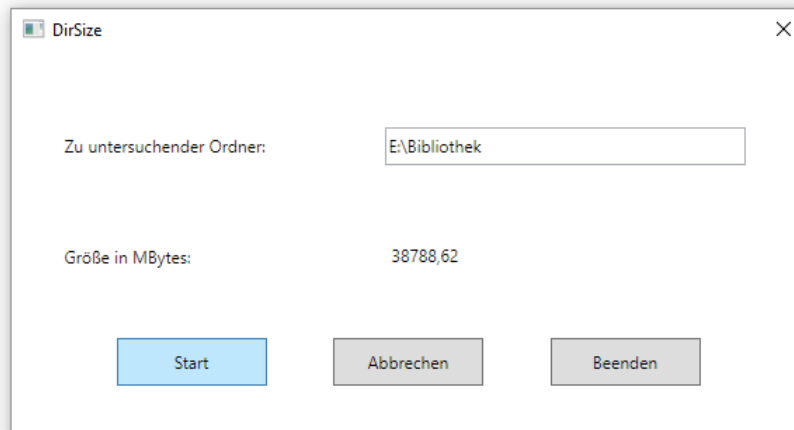 DirSize
Zu untersuchender Ordner: E:\Bibliothek
Größe in MBytes: 38788,62
Start Abbrechen Beenden